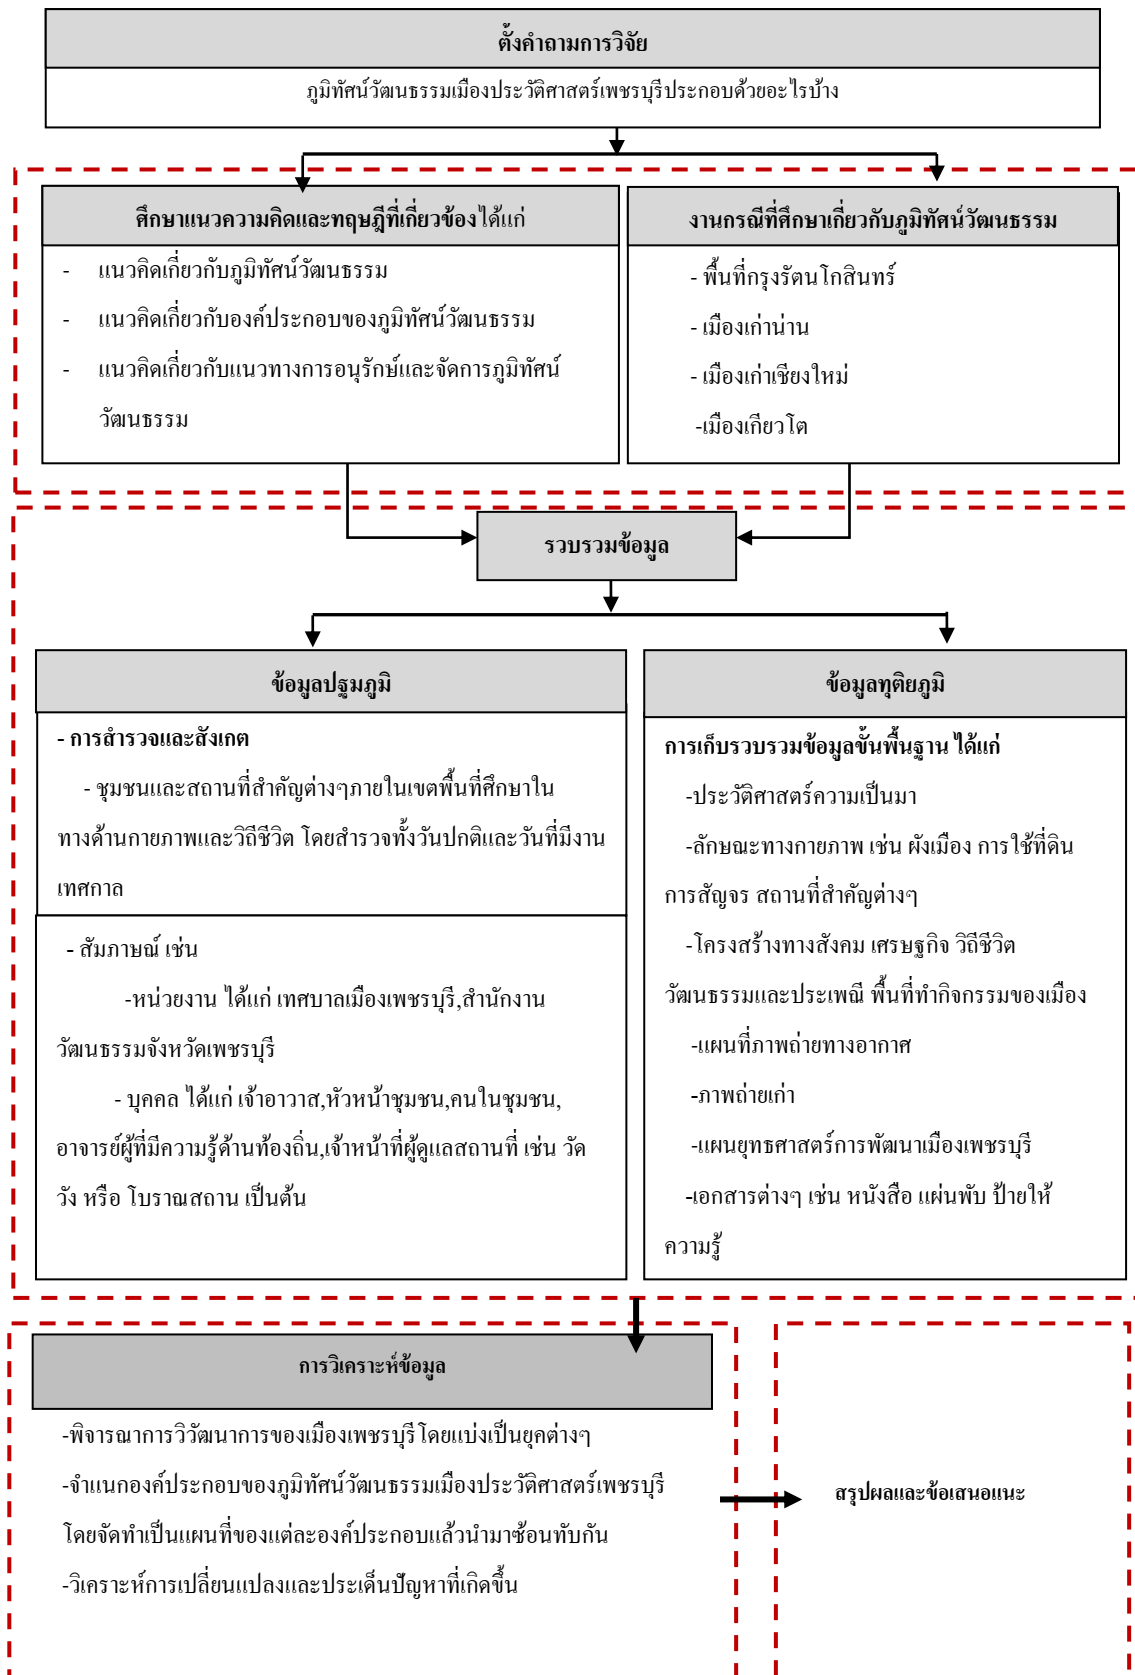 ตั้งคำถามการวิจัย
ภูมิทัศน์วัฒนธรรมเมืองประวัติศาสตร์เพชรบุรีประกอบด้วยอะไรบ้าง
ศึกษาแนวความคิดและทฤษฎีที่เกี่ยวข้องได้แก่
- แนวคิดเกี่ยวกับภูมิทัศน์วัฒนธรรม
- แนวคิดเกี่ยวกับองค์ประกอบของภูมิทัศน์วัฒนธรรม
- แนวคิดเกี่ยวกับแนวทางการอนุรักษ์และจัดการภูมิทัศน์
วัฒนธรรม
งานกรณีที่ศึกษาเกี่ยวกับภูมิทัศน์วัฒนธรรม
- พื้นที่กรุงรัตนโกสินทร์
- เมืองเก่าน่าน
- เมืองเก่าเชียงใหม่
-เมืองเกียวโต
รวบรวมข้อมูล
ข้อมูลปฐมภูมิ
- การสำรวจและสังเกต
- ชุมชนและสถานที่สำคัญต่างๆภายในเขตพื้นที่ศึกษาใน
ทางด้านกายภาพและวิถีชีวิต โดยสำรวจทั้งวันปกติและวันที่มีงาน
เทศกาล
- สัมภาษณ์ เช่น
-หน่วยงาน ได้แก่ เทศบาลเมืองเพชรบุรี,สำนักงาน
วัฒนธรรมจังหวัดเพชรบุรี
- บุคคล ได้แก่ เจ้าอาวาส,หัวหน้าชุมชน,คนในชุมชน,
อาจารย์ผู้ที่มีความรู้ด้านท้องถิ่น,เจ้าหน้าที่ผู้ดูแลสถานที่ เช่น วัด
วัง หรือ โบราณสถาน เป็นต้น
ข้อมูลทุติยภูมิ
การเก็บรวบรวมข้อมูลขั้นพื้นฐาน ได้แก่
-ประวัติศาสตร์ความเป็นมา
-ลักษณะทางกายภาพ เช่น ผังเมือง การใช้ที่ดิน
การสัญจร สถานที่สำคัญต่างๆ
-โครงสร้างทางสังคม เศรษฐกิจ วิถีชีวิต
วัฒนธรรมและประเพณี พื้นที่ทำกิจกรรมของเมือง
-แผนที่ภาพถ่ายทางอากาศ
-ภาพถ่ายเก่า
-แผนยุทธศาสตร์การพัฒนาเมืองเพชรบุรี
-เอกสารต่างๆ เช่น หนังสือ แผ่นพับ ป้ายให้
ความรู้
การวิเคราะห์ข้อมูล
-พิจารณาการวิวัฒนาการของเมืองเพชรบุรีโดยแบ่งเป็นยุคต่างๆ
-จำแนกองค์ประกอบของภูมิทัศน์วัฒนธรรมเมืองประวัติศาสตร์เพชรบุรี
โดยจัดทำเป็นแผนที่ของแต่ละองค์ประกอบแล้วนำมาซ้อนทับกัน
-วิเคราะห์การเปลี่ยนแปลงและประเด็นปัญหาที่เกิดขึ้น
สรุปผลและข้อเสนอแนะ